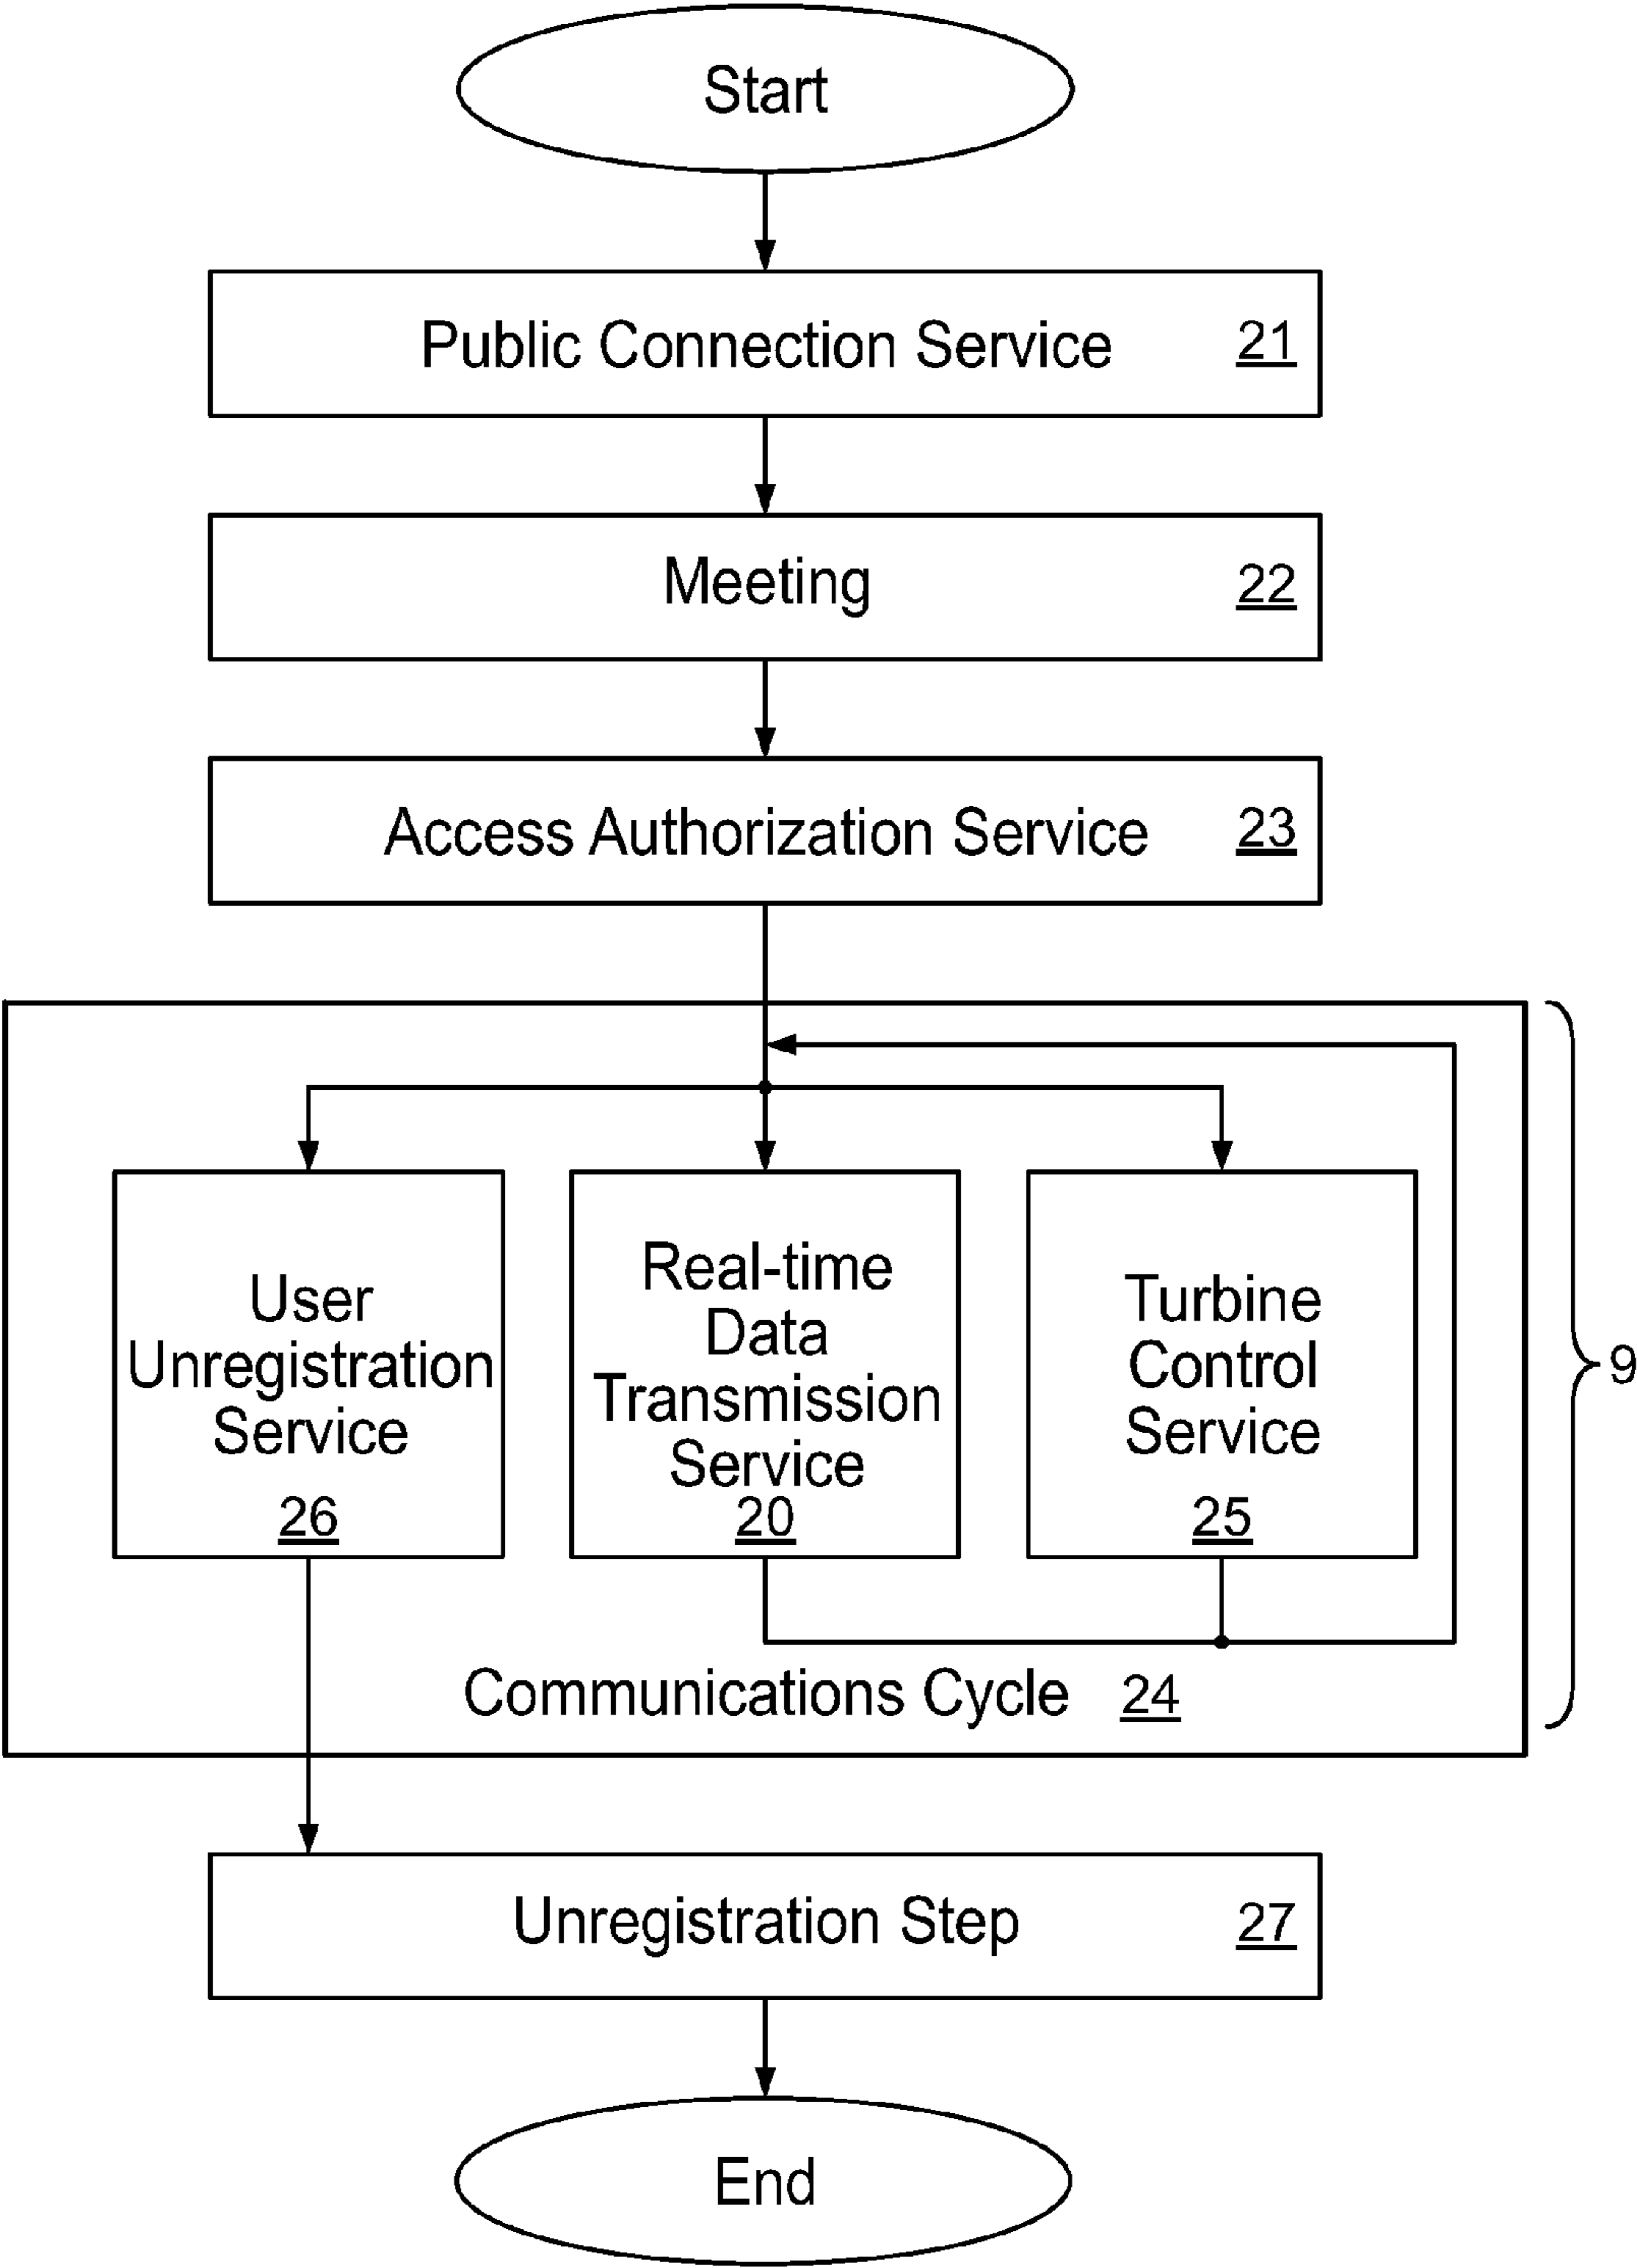 Start
Public Connection Service 21
Meeting 22
Access Authorization Service 23
User
Unregistration
Service
26
Real-time
Data
Transmission
Service
20
Turbine
Control
Service
25
9
Communications Cycle 24
Unregistration Step 27
End